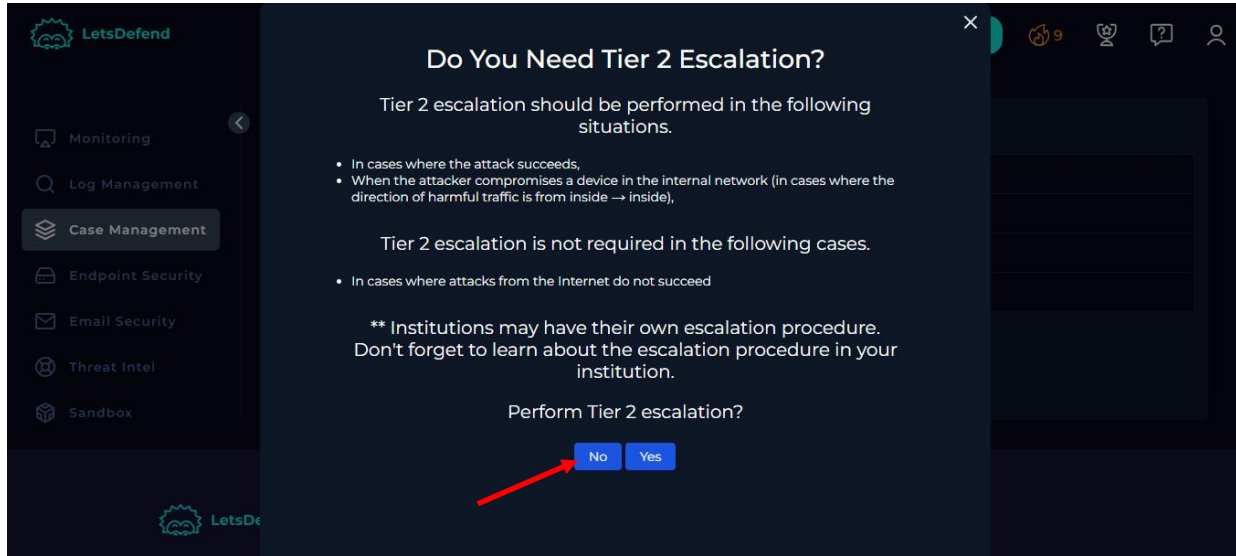 LetsDefend
9
Do You Need Tier 2 Escalation?
Tier 2 escalation should be performed in the following
situations.
Monitoring
• In cases where the attack succeeds,
Log Management
• When the attacker compromises a device in the internal network (in cases where the
direction of harmful traffic is from inside → inside),
Case Management
Tier 2 escalation is not required in the following cases.
Endpoint Security
• In cases where attacks from the Internet do not succeed
Email Security
** Institutions may have their own escalation procedure.
Don't forget to learn about the escalation procedure in your
institution.
Threat Intel
Sandbox
Perform Tier 2 escalation?
No Yes
LetsDe